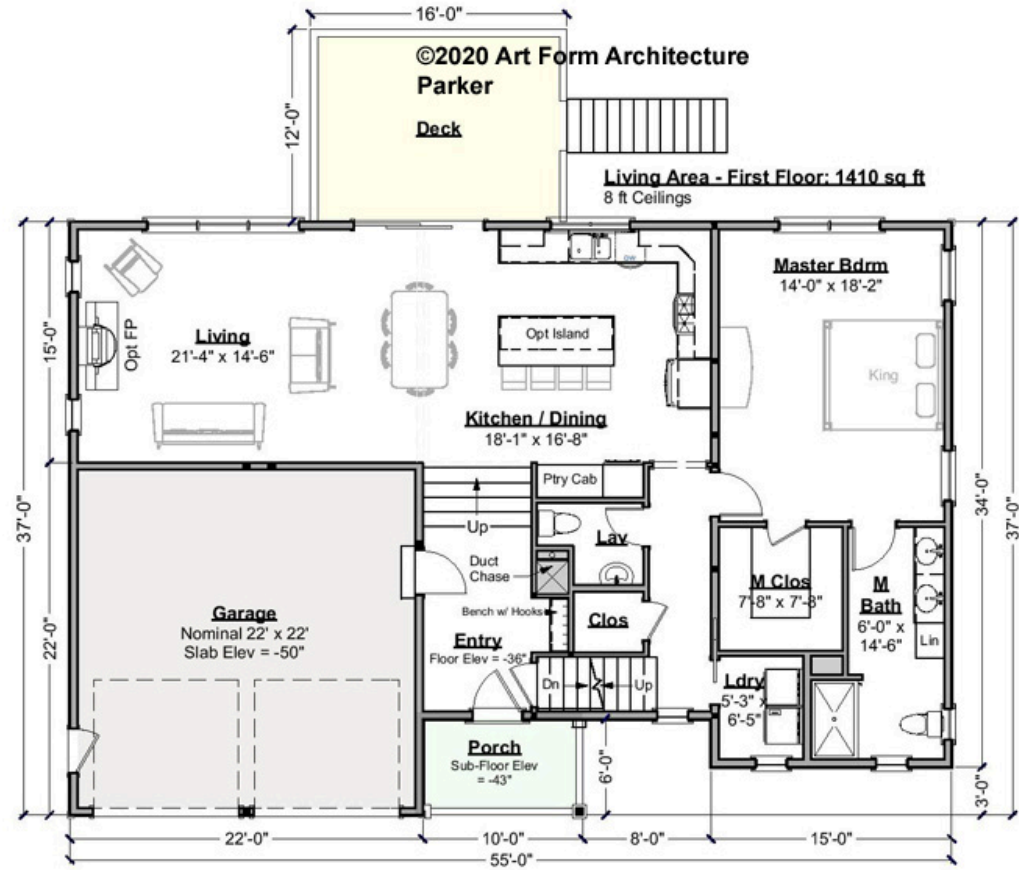 16'-0"
©2020 Art Form Architecture
Parker
Deck
12'-0"
Living Area - First Floor: 1410 sq ft
8 ft Ceilings
DW
Master Bdrm
14'-0" x 18'-2"
Living
21'-4" x 14'-6"
Opt FP
Opt Island
King
Kitchen / Dining
18'-1" x 16'-8"
15'-0"
37'-0"
22'-0"
34'-0"
37'-0"
3'-0"
Ptry Cab
Up
Lav
Duct
Chase
M Clos
7'-8" x 7'-8"
M
Bath
6'-0" x
14'-6"
Lin
Garage
Nominal 22' x 22'
Slab Elev = -50"
Bench w/ Hooks
Clos
Entry
Floor Elev = -36"
Dn
Up
Ldry
5'-3" x
6'-5"
Porch
Sub-Floor Elev
= -43"
6'-0"
22'-0"
10'-0"
8'-0"
15'-0"
55'-0"